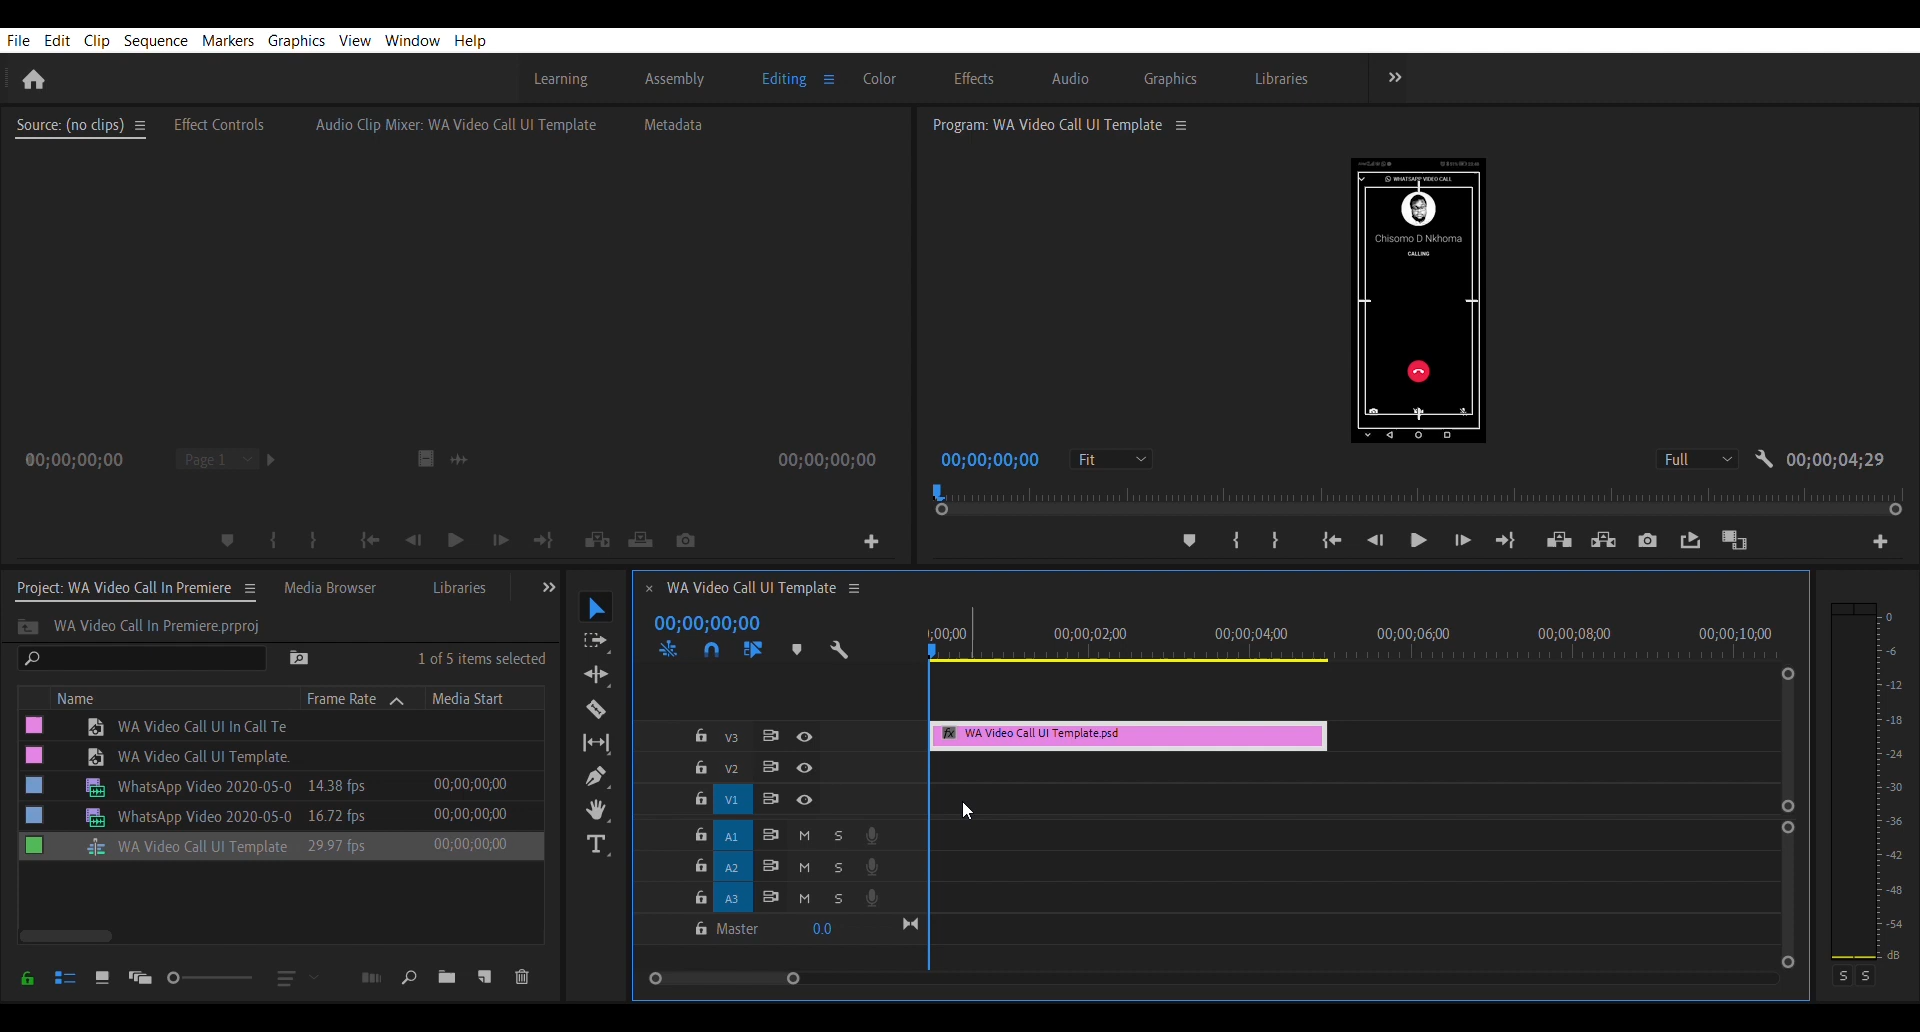 File Edit Clip Sequence Markers Graphics View Window Help
Learning Assembly Editing Color Effects Audio Graphics Libraries
Source: (no clips) Effect Controls Audio Clip Mixer: WA Video Call UI Template Metadata
Program: WA Video Call UI Template
WHATSAPP VIDEO CALL
Chisomo D Nkhoma
CALLING
00;00;00;00 Page 1 00;00;00;00
00;00;00;00 Fit Full 00;00;04;29
Project: WA Video Call In Premiere Media Browser Libraries
WA Video Call In Premiere.prproj
1 of 5 items selected
Name Frame Rate Media Start
WA Video Call UI In Call Te
WA Video Call UI Template.
WhatsApp Video 2020-05-0 14.38 fps 00;00;00;00
WhatsApp Video 2020-05-0 16.72 fps 00;00;00;00
WA Video Call UI Template 29.97 fps 00;00;00;00
× WA Video Call UI Template
00;00;00;00
;00;00 00;00;02;00 00;00;04;00 00;00;06;00 00;00;08;00 00;00;10;00
V3 fx WA Video Call UI Template.psd
V2
V1
A1 M S
A2 M S
A3 M S
Master 0.0
0
-6
-12
-18
-24
-30
-36
-42
-48
-54
dB
S S